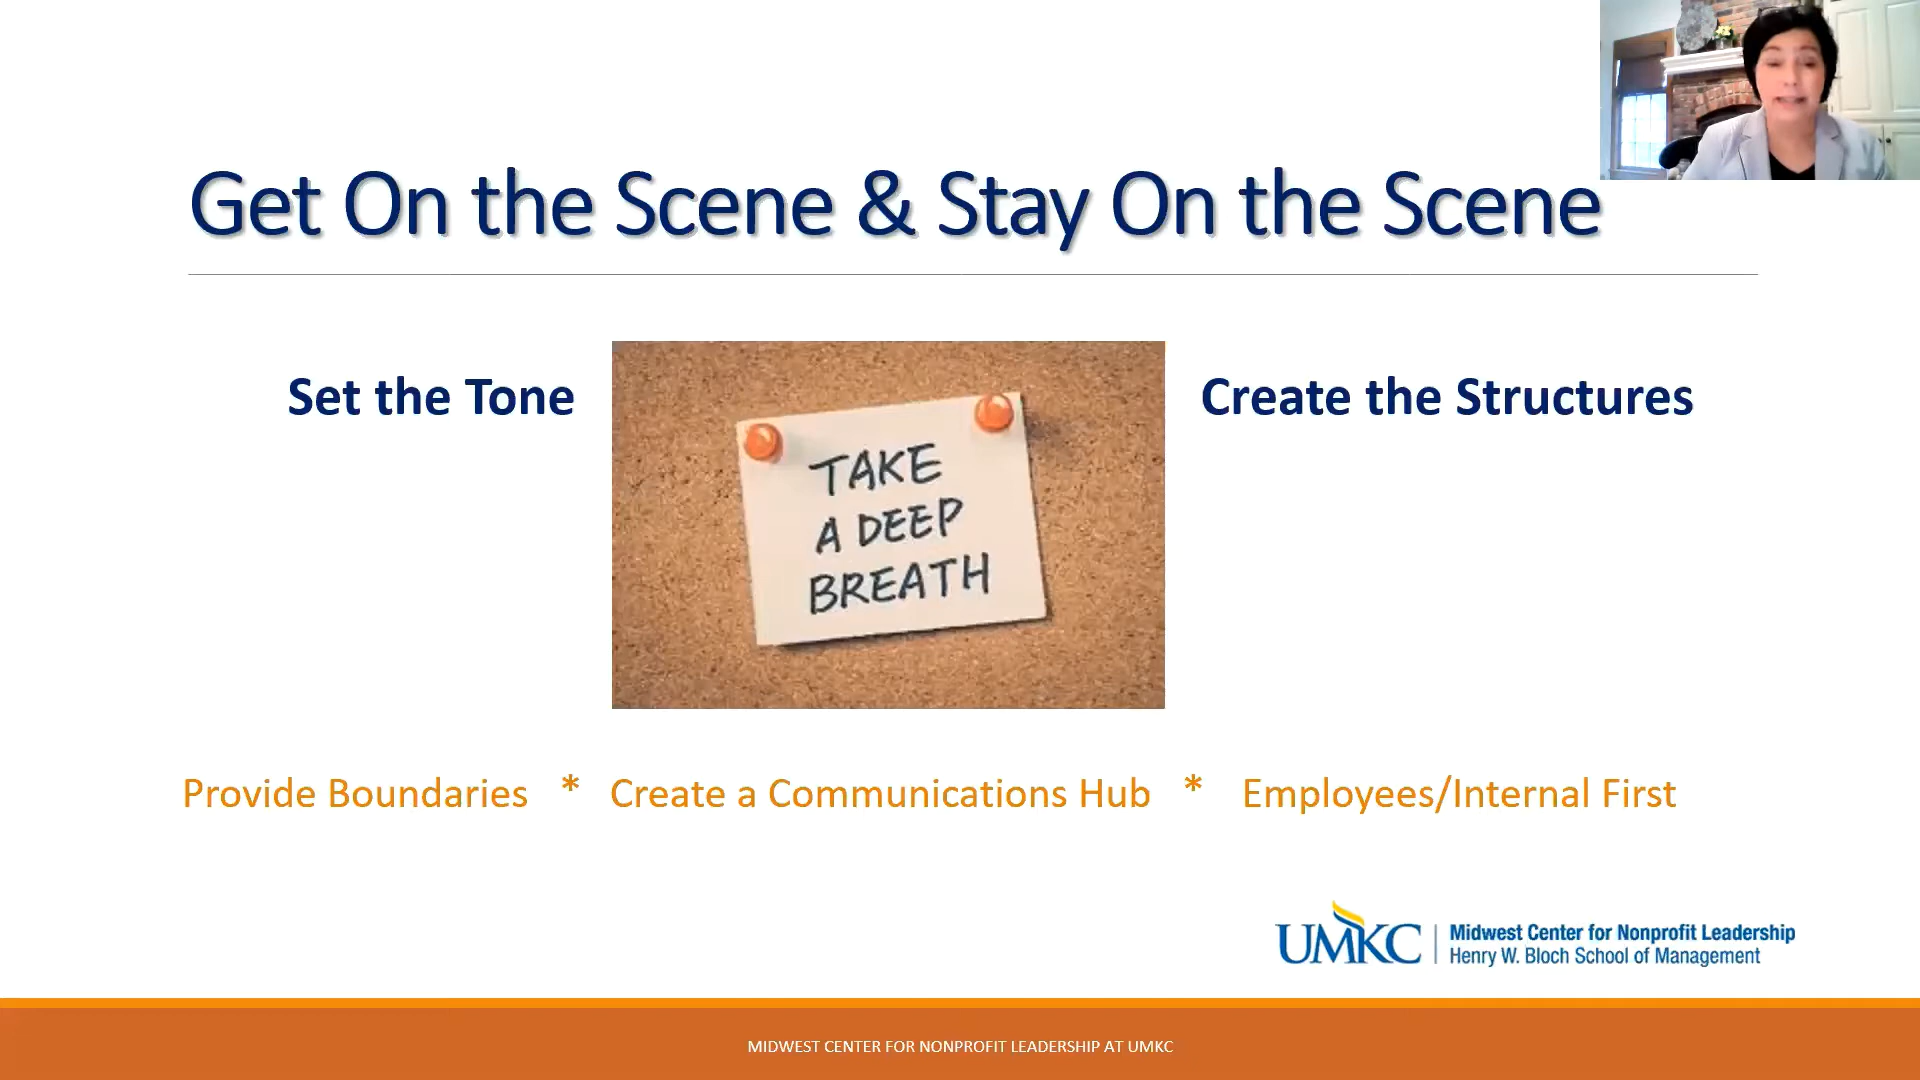 Get On the Scene & Stay On the Scene
Set the Tone
TAKE
A DEEP
BREATH
Create the Structures
Provide Boundaries * Create a Communications Hub * Employees/Internal First
UMKC
Midwest Center for Nonprofit Leadership
Henry W. Bloch School of Management
MIDWEST CENTER FOR NONPROFIT LEADERSHIP AT UMKC